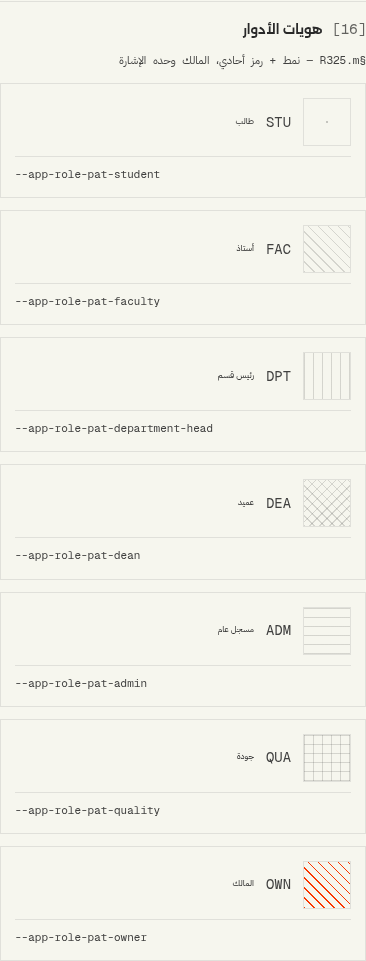 [16] هويات الأدوار
§R325.m — نمط + رمز أحادي، المالك وحده الإشارة
STU طالب
--app-role-pat-student
FAC أستاذ
--app-role-pat-faculty
DPT رئيس قسم
--app-role-pat-department-head
DEA عميد
--app-role-pat-dean
ADM مسجل عام
--app-role-pat-admin
QUA جودة
--app-role-pat-quality
OWN المالك
--app-role-pat-owner